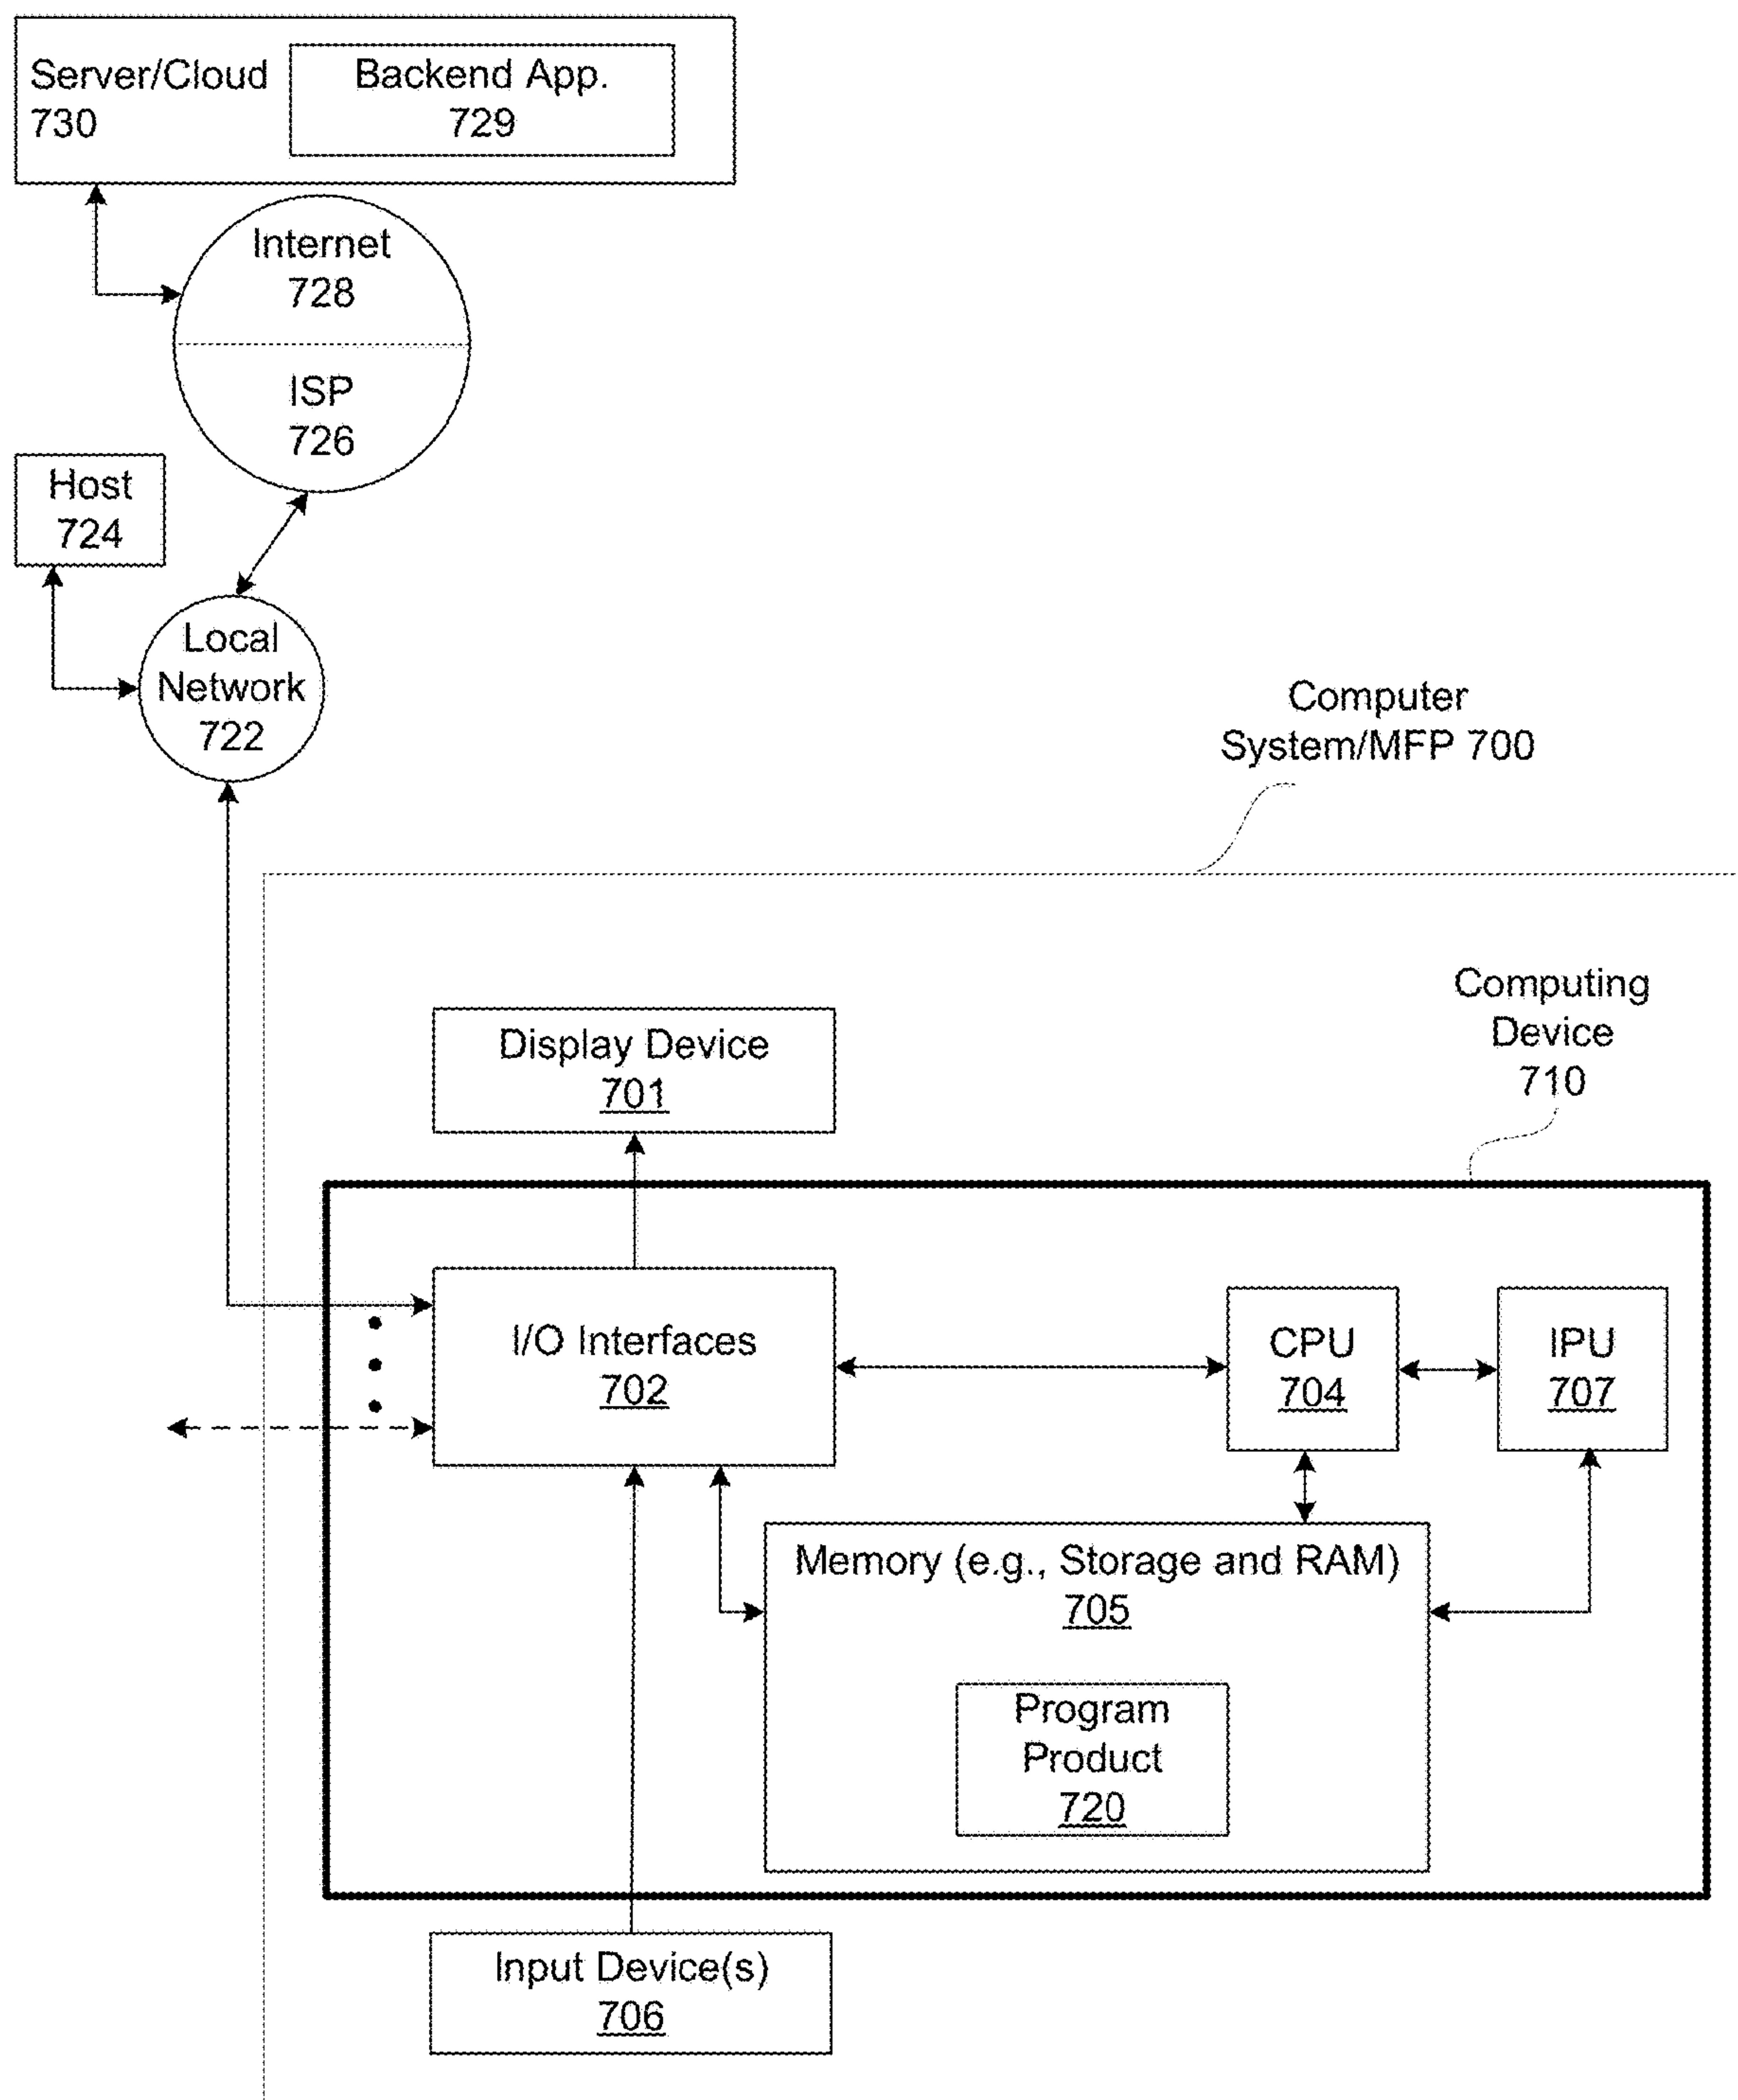 Server/Cloud
730
Backend App.
729
Internet
728
ISP
726
Host
724
Local
Network
722
Computer
System/MFP 700
Computing
Device
710
Display Device
701
I/O Interfaces
702
CPU
704
IPU
707
Memory (e.g., Storage and RAM)
705
Program
Product
720
Input Device(s)
706